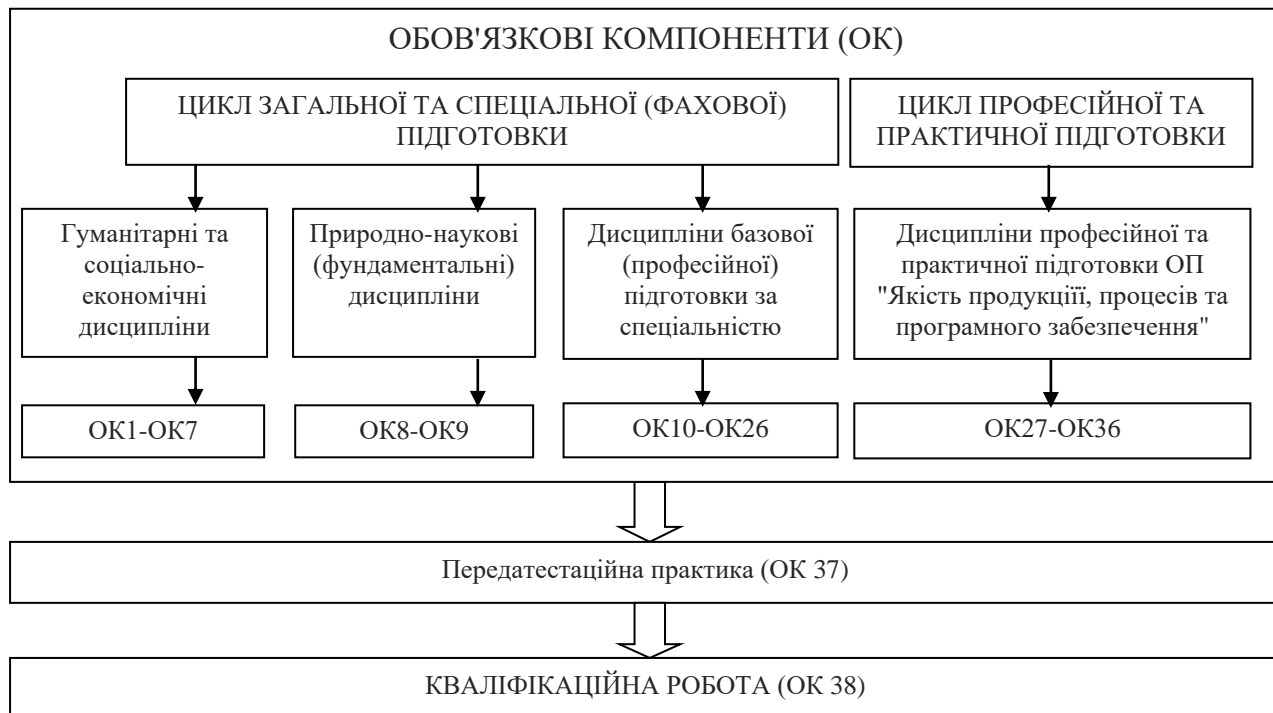 ОБОВ'ЯЗКОВІ КОМПОНЕНТИ (ОК)
ЦИКЛ ЗАГАЛЬНОЇ ТА СПЕЦІАЛЬНОЇ (ФАХОВОЇ)
ПІДГОТОВКИ
ЦИКЛ ПРОФЕСІЙНОЇ ТА
ПРАКТИЧНОЇ ПІДГОТОВКИ
Гуманітарні та
соціально-
економічні
дисципліни
Природно-наукові
(фундаментальні)
дисципліни
Дисципліни базової
(професійної)
підготовки за
спеціальністю
Дисципліни професійної та
практичної підготовки ОП
"Якість продукціїї, процесів та
програмного забезпечення"
ОК1-ОК7
ОК8-ОК9
ОК10-ОК26
ОК27-ОК36
Передатестаційна практика (ОК 37)
КВАЛІФІКАЦІЙНА РОБОТА (ОК 38)